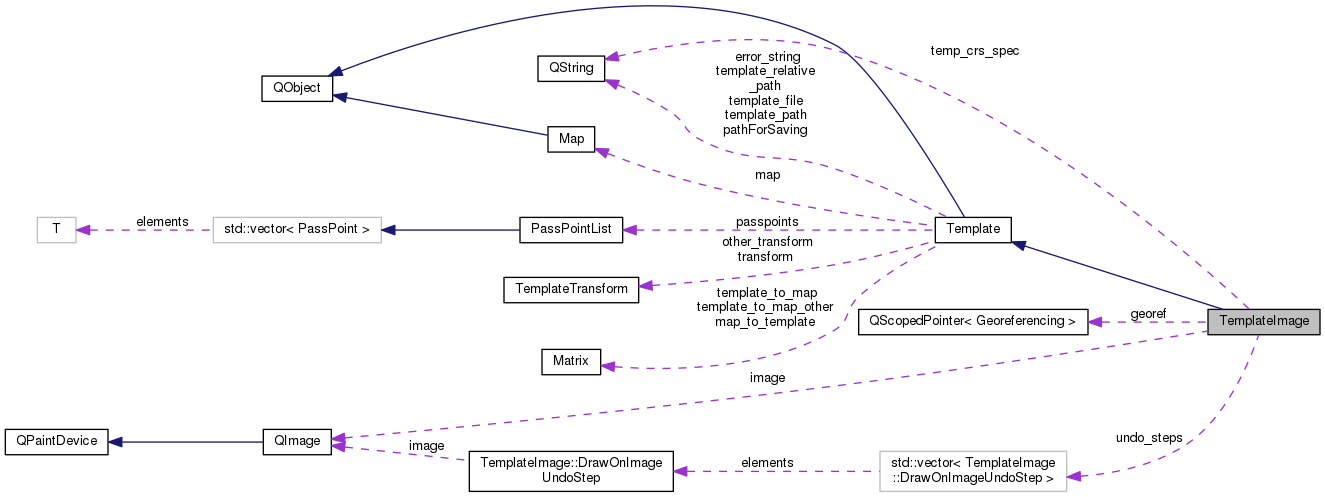 temp_crs_spec
error_string
template_relative
_path
template_file
template_path
pathForSaving
QString
QObject
Map
map
T
elements
std::vector< PassPoint >
PassPointList
passpoints
Template
other_transform
transform
TemplateTransform
template_to_map
template_to_map_other
map_to_template
QScopedPointer< Georeferencing >
georef
TemplateImage
Matrix
image
QPaintDevice
QImage
image
undo_steps
TemplateImage::DrawOnImage
UndoStep
elements
std::vector< TemplateImage
::DrawOnImageUndoStep >